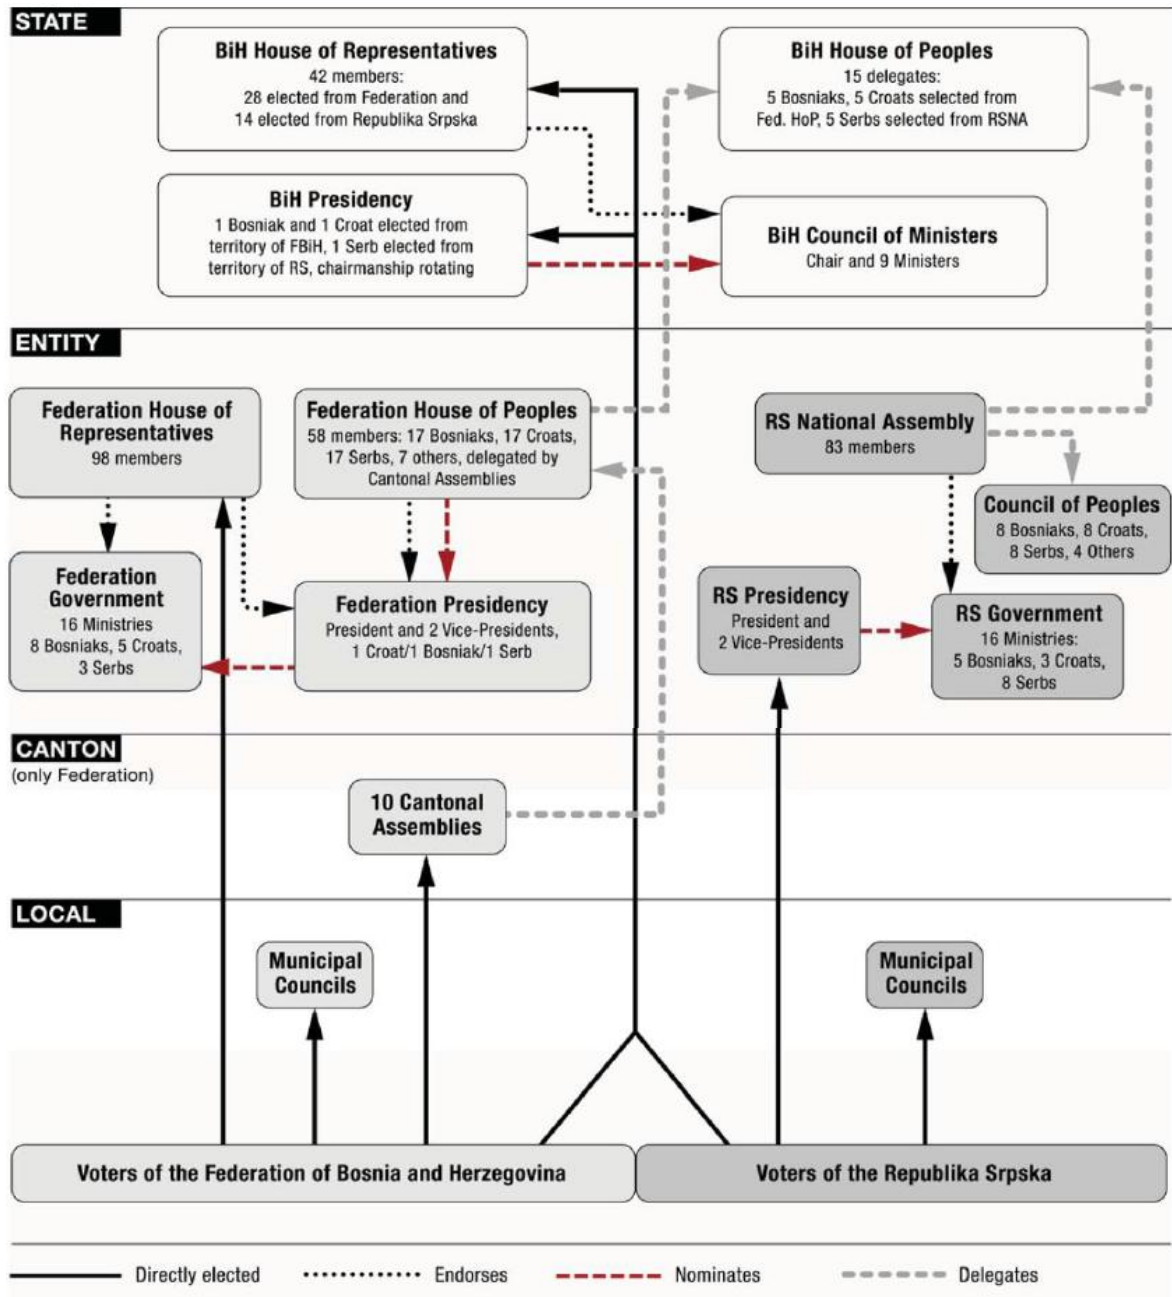 STATE
BiH House of Representatives
42 members:
28 elected from Federation and
14 elected from Republika Srpska
BiH House of Peoples
15 delegates:
5 Bosniaks, 5 Croats selected from
Fed. HoP, 5 Serbs selected from RSNA
BiH Presidency
1 Bosniak and 1 Croat elected from
territory of FBiH, 1 Serb elected from
territory of RS, chairmanship rotating
BiH Council of Ministers
Chair and 9 Ministers
ENTITY
Federation House of
Representatives
98 members
Federation House of Peoples
58 members: 17 Bosniaks, 17 Croats,
17 Serbs, 7 others, delegated by
Cantonal Assemblies
RS National Assembly
83 members
Council of Peoples
8 Bosniaks, 8 Croats,
8 Serbs, 4 Others
Federation
Government
16 Ministries
8 Bosniaks, 5 Croats,
3 Serbs
Federation Presidency
President and 2 Vice-Presidents,
1 Croat/1 Bosniak/1 Serb
RS Presidency
President and
2 Vice-Presidents
RS Government
16 Ministries:
5 Bosniaks, 3 Croats,
8 Serbs
CANTON
(only Federation)
10 Cantonal
Assemblies
LOCAL
Municipal
Councils
Municipal
Councils
Voters of the Federation of Bosnia and Herzegovina
Voters of the Republika Srpska
Directly elected
Endorses
Nominates
Delegates